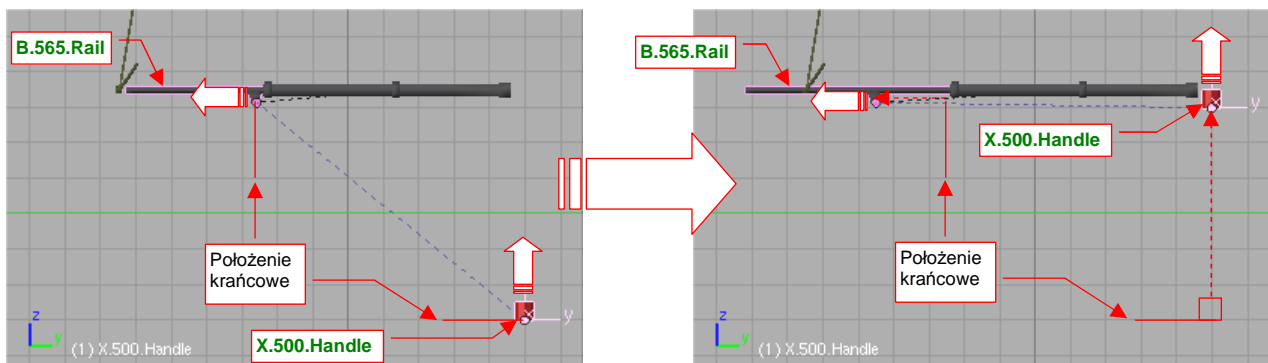 B.565.Rail
y
Położenie
krańcowe
X.500.Handle
z
y
(1) X.500.Handle
B.565.Rail
y
X.500.Handle
Położenie
krańcowe
z
y
(1) X.500.Handle